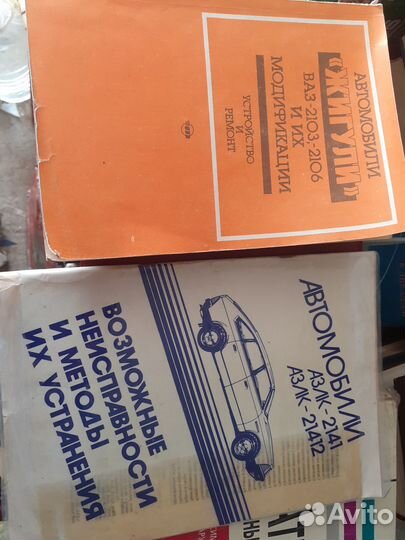 АВТОМОБИЛИ
«ЖИГУЛИ»
ВАЗ-2103-2106
И ИХ
МОДИФИКАЦИИ
УСТРОЙСТВО
И
РЕМОНТ
АВТОМОБИЛИ
АЗЛК-2141
АЗЛК-21412
ВОЗМОЖНЫЕ
НЕИСПРАВНОСТИ
И МЕТОДЫ
ИХ УСТРАНЕНИЯ
Avito